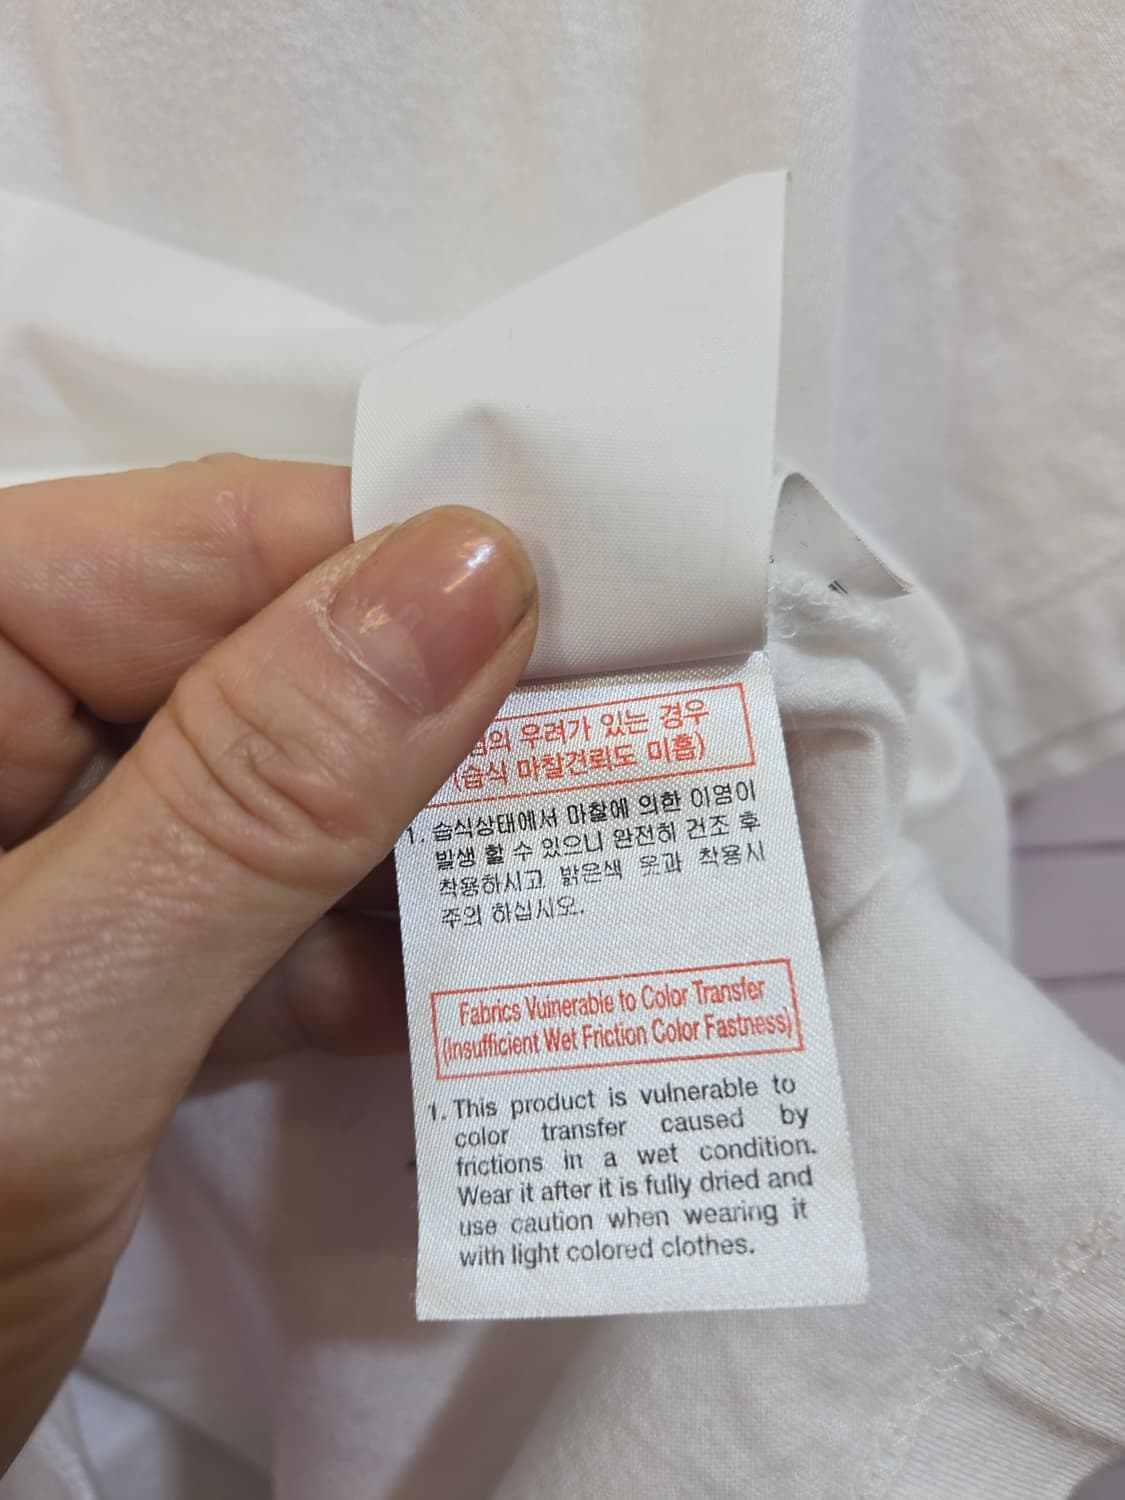 우려가 있는 경우
(습식 마찰견뢰도 미흡)
1. 습식상태에서 마찰에 의한 이염이
발생 할 수 있으니 완전히 건조 후
착용하시고 밝은색 옷과 착용시
주의 하십시오.
Fabrics Vulnerable to Color Transfer
(Insufficient Wet Friction Color Fastness)
1. This product is vulnerable to
color transfer caused by
frictions in a wet condition.
Wear it after it is fully dried and
use caution when wearing it
with light colored clothes.